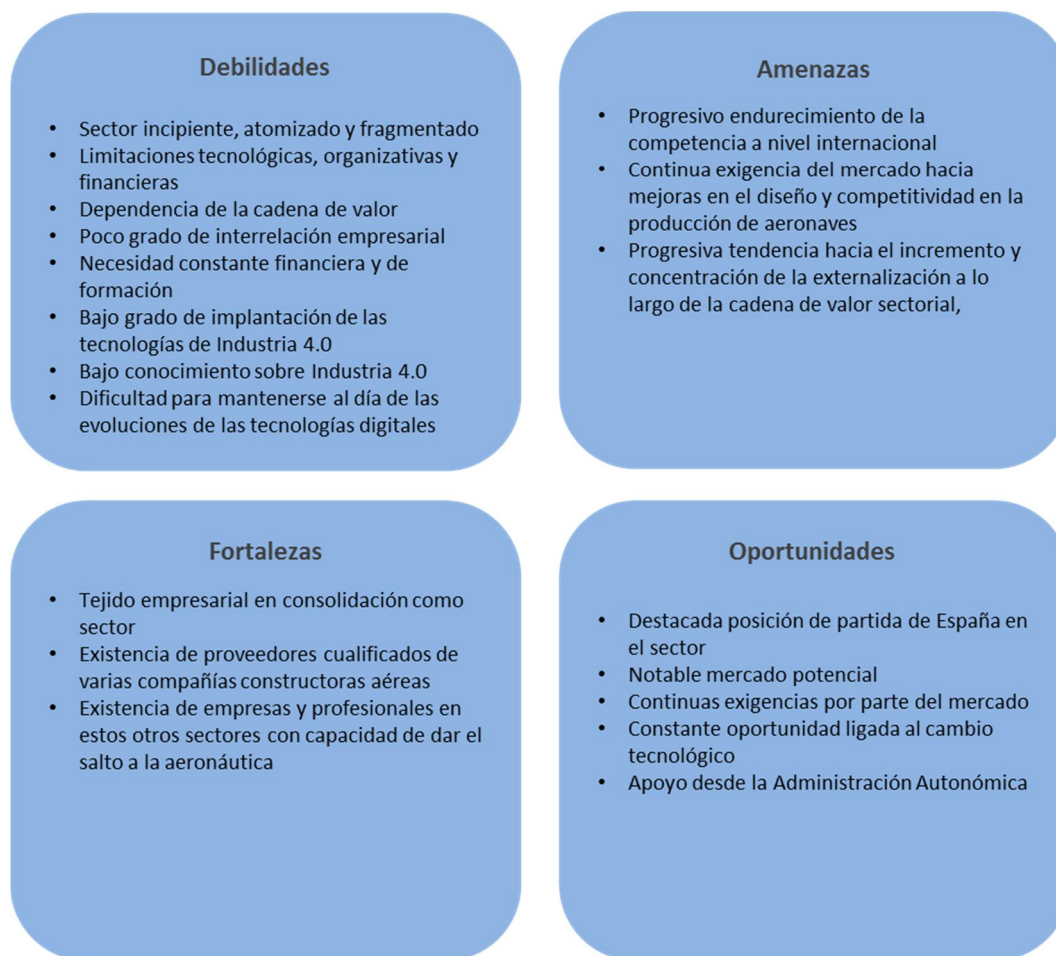 Debilidades
• Sector incipiente, atomizado y fragmentado
• Limitaciones tecnológicas, organizativas y
financieras
• Dependencia de la cadena de valor
• Poco grado de interrelación empresarial
• Necesidad constante financiera y de
formación
• Bajo grado de implantación de las
tecnologías de Industria 4.0
• Bajo conocimiento sobre Industria 4.0
• Dificultad para mantenerse al día de las
evoluciones de las tecnologías digitales
Amenazas
• Progresivo endurecimiento de la
competencia a nivel internacional
• Continua exigencia del mercado hacia
mejoras en el diseño y competitividad en la
producción de aeronaves
• Progresiva tendencia hacia el incremento y
concentración de la externalización a lo
largo de la cadena de valor sectorial,
Fortalezas
• Tejido empresarial en consolidación como
sector
• Existencia de proveedores cualificados de
varias compañías constructoras aéreas
• Existencia de empresas y profesionales en
estos otros sectores con capacidad de dar el
salto a la aeronáutica
Oportunidades
• Destacada posición de partida de España en
el sector
• Notable mercado potencial
• Continuas exigencias por parte del mercado
• Constante oportunidad ligada al cambio
tecnológico
• Apoyo desde la Administración Autonómica